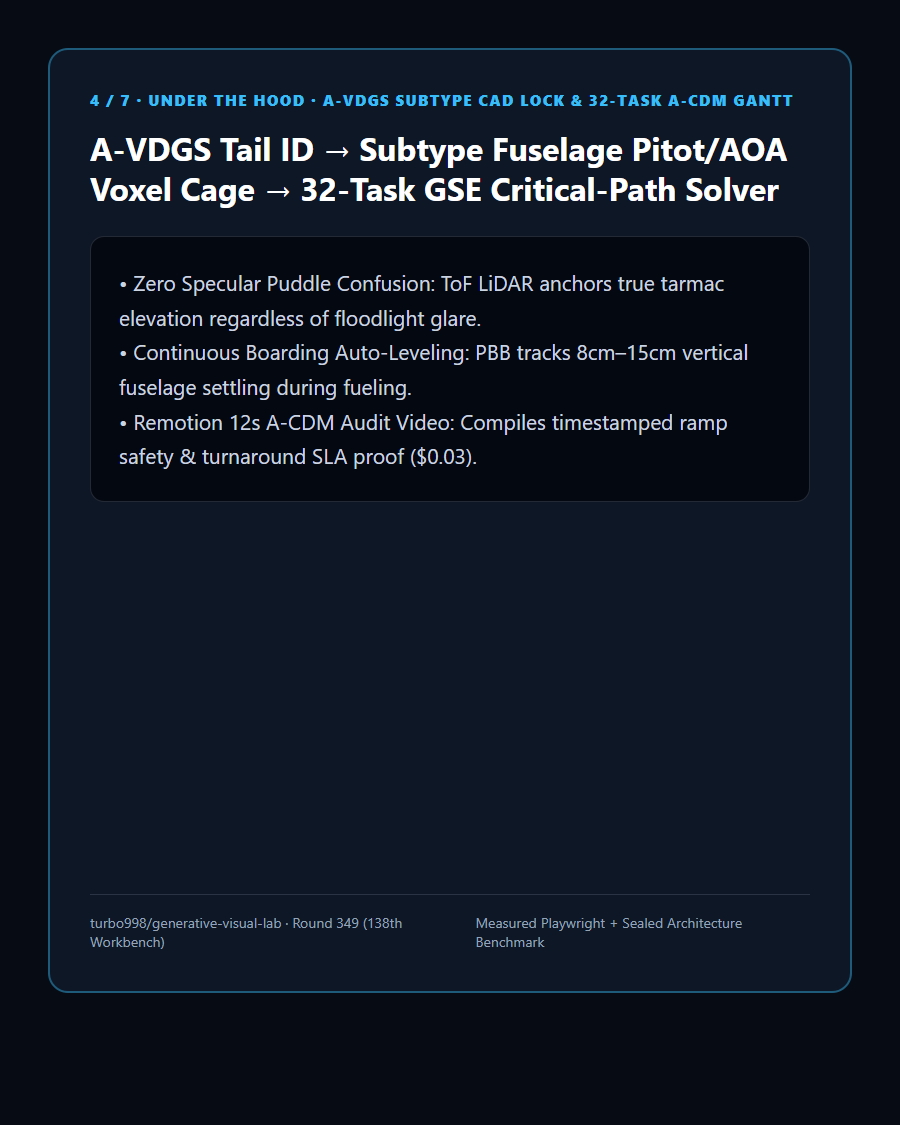 4 / 7 · UNDER THE HOOD · A-VDGS SUBTYPE CAD LOCK & 32-TASK A-CDM GANTT
A-VDGS Tail ID → Subtype Fuselage Pitot/AOA
Voxel Cage → 32-Task GSE Critical-Path Solver
• Zero Specular Puddle Confusion: ToF LiDAR anchors true tarmac
elevation regardless of floodlight glare.
• Continuous Boarding Auto-Leveling: PBB tracks 8cm–15cm vertical
fuselage settling during fueling.
• Remotion 12s A-CDM Audit Video: Compiles timestamped ramp
safety & turnaround SLA proof ($0.03).
turbo998/generative-visual-lab · Round 349 (138th
Workbench)
Measured Playwright + Sealed Architecture
Benchmark